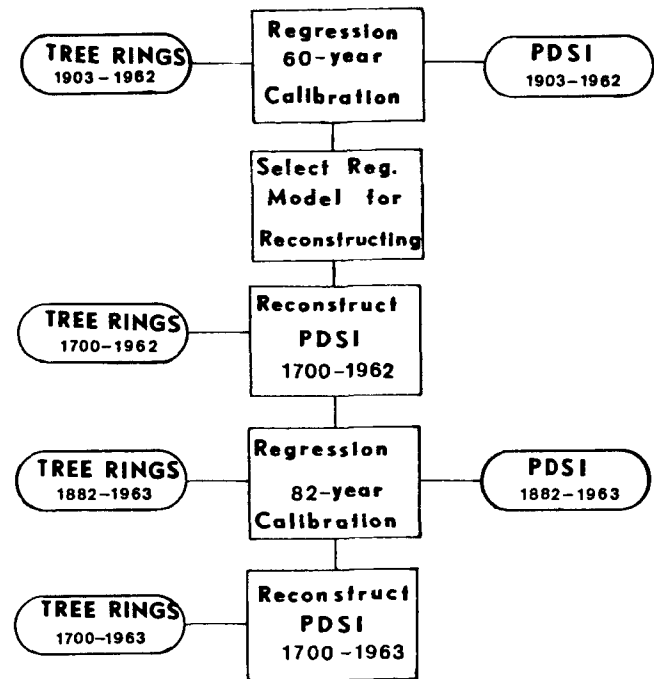 TREE RINGS
1903-1962
Regression
60-year
Calibration
PDSI
1903-1962
Select Reg.
Model for
Reconstructing
TREE RINGS
1700-1962
Reconstruct
PDSI
1700-1962
TREE RINGS
1882-1963
Regression
82-year
Calibration
PDSI
1882-1963
TREE RINGS
1700-1963
Reconstruct
PDSI
1700-1963